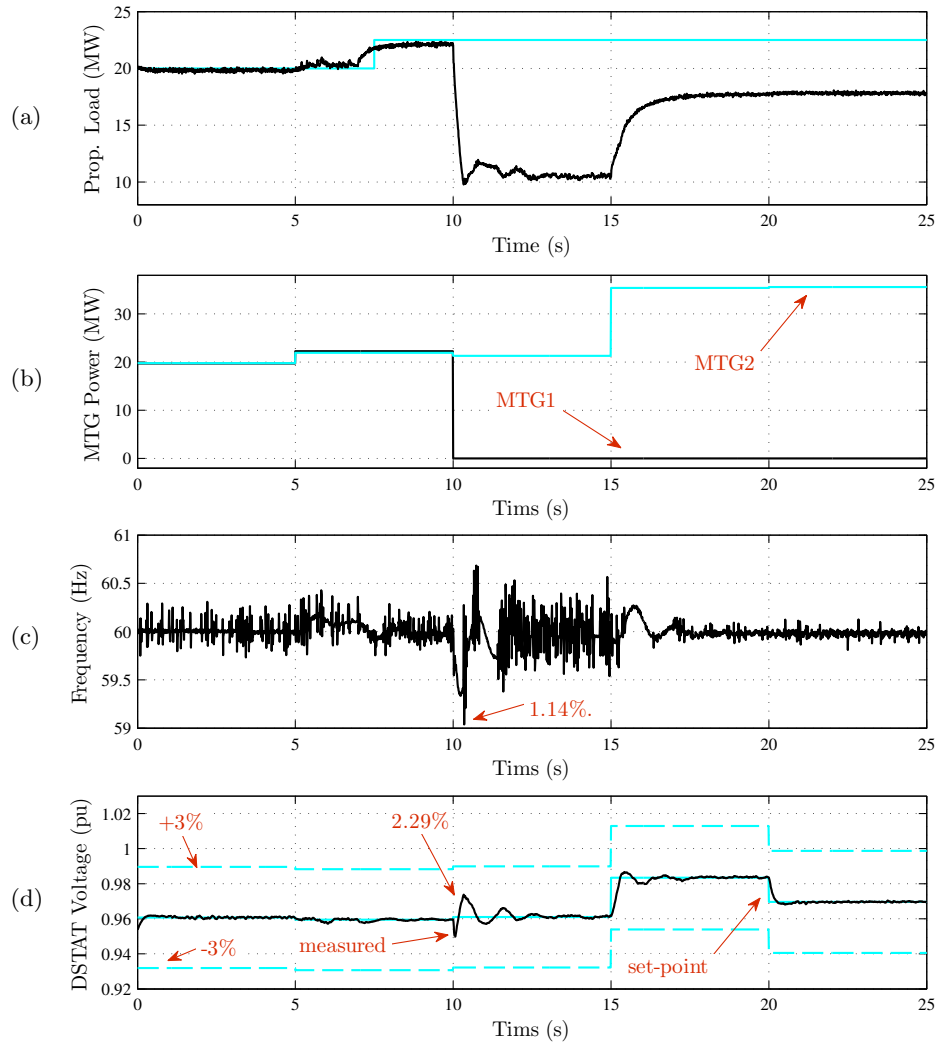 25
20
15
10
0
5
10
15
20
25
Prop. Load (MW)
Time (s)
(a)
30
20
10
0
0
5
10
15
20
25
MTG Power (MW)
MTG1
MTG2
Tims (s)
(b)
61
60.5
60
59.5
59
0
5
10
15
20
25
Frequency (Hz)
1.14%.
Tims (s)
(c)
1.02
1
0.98
0.96
0.94
0.92
0
5
10
15
20
25
DSTAT Voltage (pu)
+3%
2.29%
-3%
measured
set-point
Tims (s)
(d)